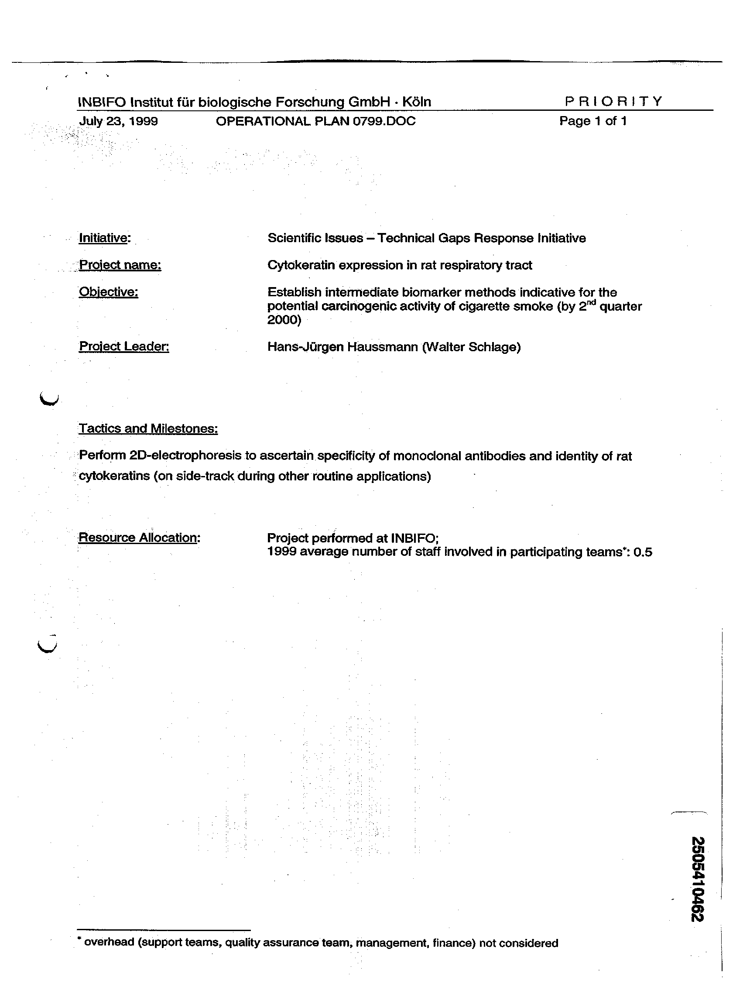 INBIFO Institut für biologische Forschung GmbH · Köln PRIORITY
July 23, 1999 OPERATIONAL PLAN 0799.DOC Page 1 of 1
Initiative: Scientific Issues – Technical Gaps Response Initiative
Project name: Cytokeratin expression in rat respiratory tract
Objective: Establish intermediate biomarker methods indicative for the
potential carcinogenic activity of cigarette smoke (by 2nd quarter
2000)
Project Leader: Hans-Jürgen Haussmann (Walter Schlage)
Tactics and Milestones:
Perform 2D-electrophoresis to ascertain specificity of monoclonal antibodies and identity of rat
cytokeratins (on side-track during other routine applications)
Resource Allocation: Project performed at INBIFO;
1999 average number of staff involved in participating teams*: 0.5
2505410462
* overhead (support teams, quality assurance team, management, finance) not considered